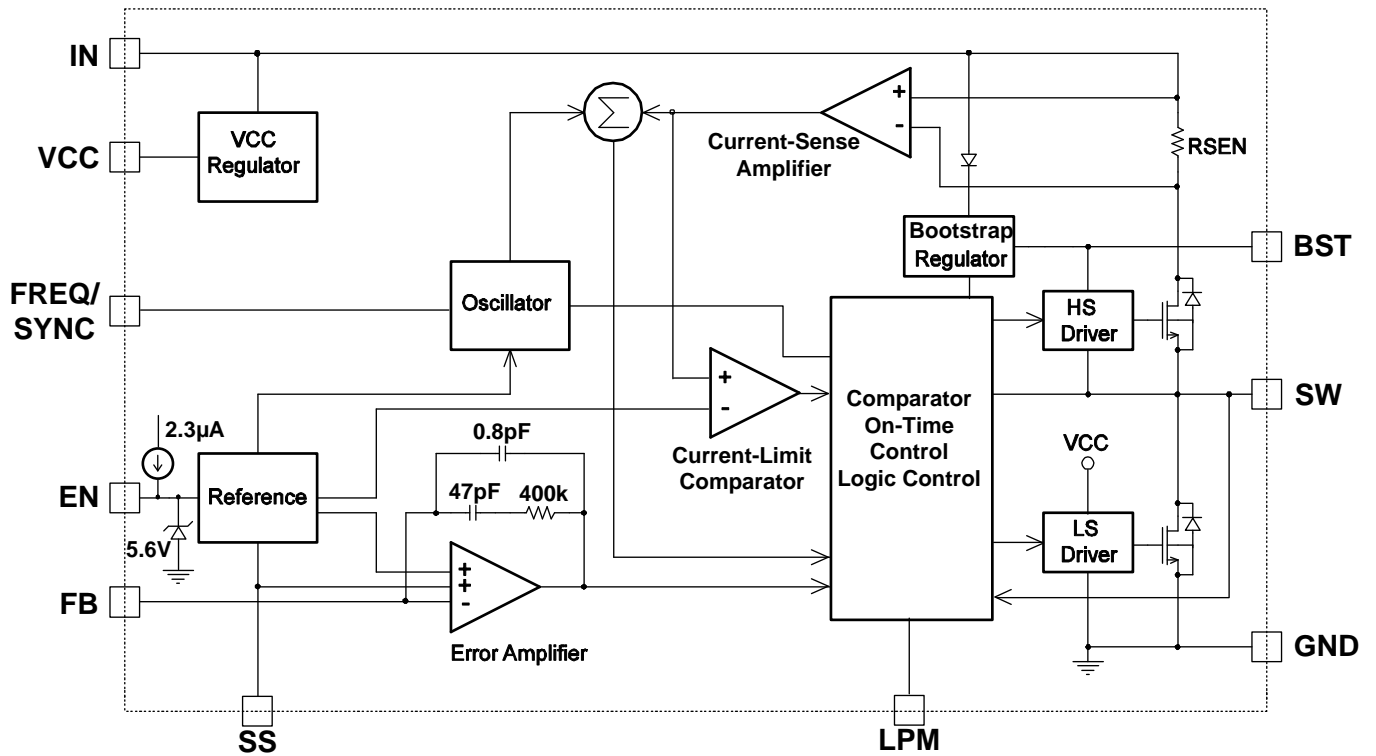 IN
VCC
Regulator
VCC
Σ
+
-
Current-Sense
Amplifier
RSEN
Bootstrap
Regulator
BST
FREQ/
SYNC
Oscillator
HS
Driver
+
-
Current-Limit
Comparator
Comparator
On-Time
Control
Logic Control
SW
2.3µA
0.8pF
47pF
400k
VCC
EN
Reference
5.6V
LS
Driver
FB
+
+
-
Error Amplifier
GND
SS
LPM